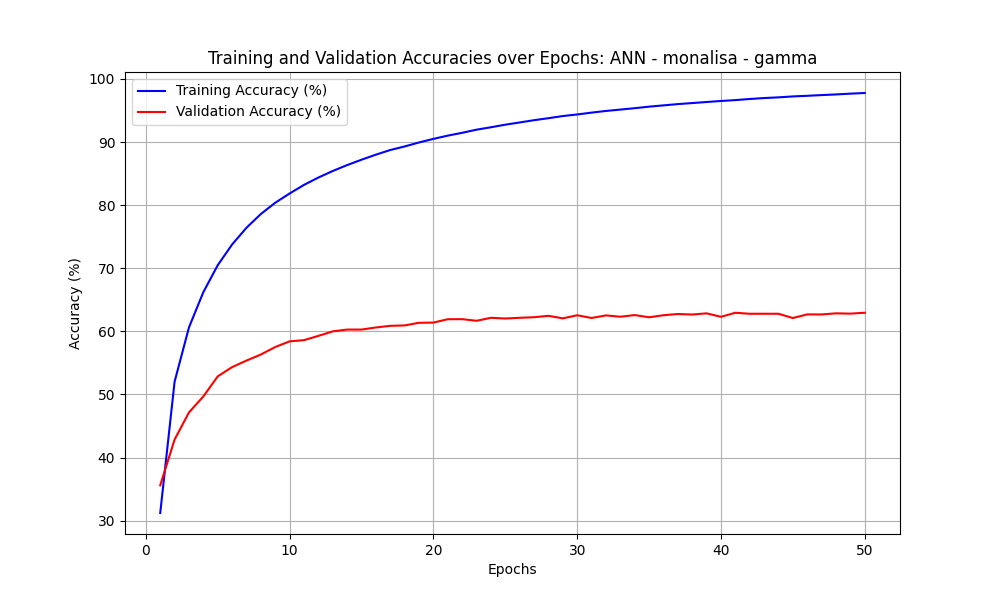 Training and Validation Accuracies over Epochs: ANN - monalisa - gamma
Training Accuracy (%)
Validation Accuracy (%)
Accuracy (%)
100
90
80
70
60
50
40
30
0
10
20
30
40
50
Epochs